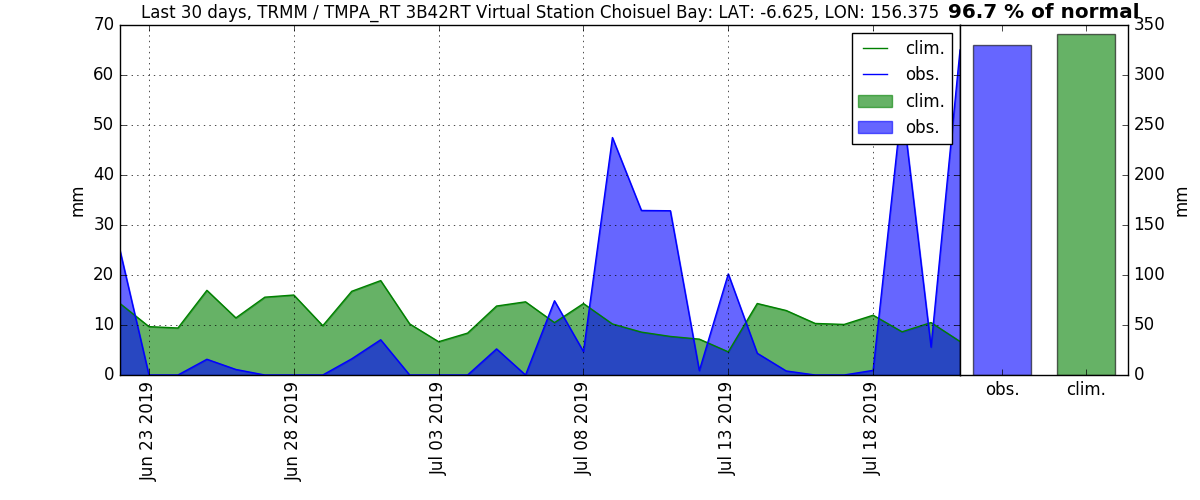 Last 30 days, TRMM / TMPA_RT 3B42RT Virtual Station Choisuel Bay: LAT: -6.625, LON: 156.375
96.7 % of normal
70
60
50
40
30
20
10
0
mm
clim.
obs.
clim.
obs.
350
300
250
200
150
100
50
0
mm
Jun 23 2019
Jun 28 2019
Jul 03 2019
Jul 08 2019
Jul 13 2019
Jul 18 2019
obs.
clim.